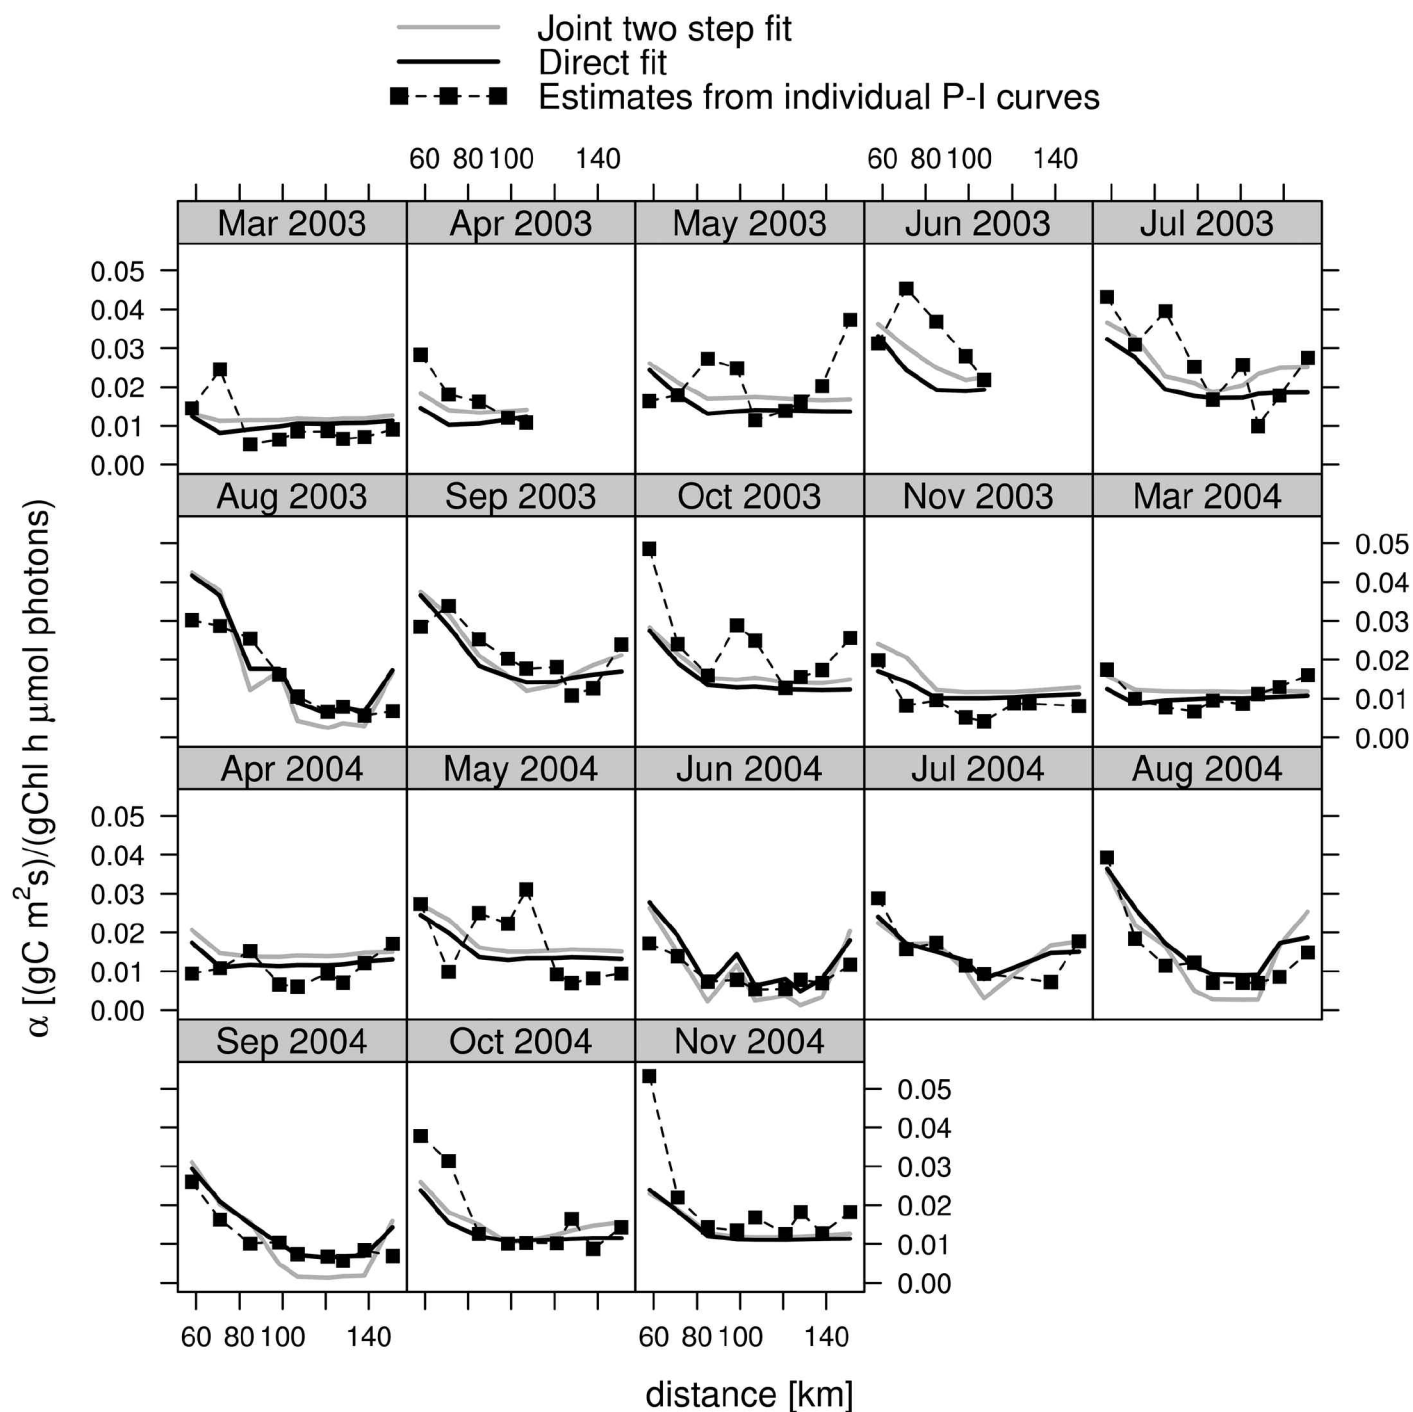 Joint two step fit
Direct fit
Estimates from individual P-I curves
60 80 100 140 60 80 100 140
Mar 2003 Apr 2003 May 2003 Jun 2003 Jul 2003
0.05
0.04
0.03
0.02
0.01
0.00
Aug 2003 Sep 2003 Oct 2003 Nov 2003 Mar 2004
0.05
0.04
0.03
0.02
0.01
0.00
Apr 2004 May 2004 Jun 2004 Jul 2004 Aug 2004
0.05
0.04
0.03
0.02
0.01
0.00
Sep 2004 Oct 2004 Nov 2004
0.05
0.04
0.03
0.02
0.01
0.00
60 80 100 140 60 80 100 140
distance [km]
α [(gC m²s)/(gChl h μmol photons)